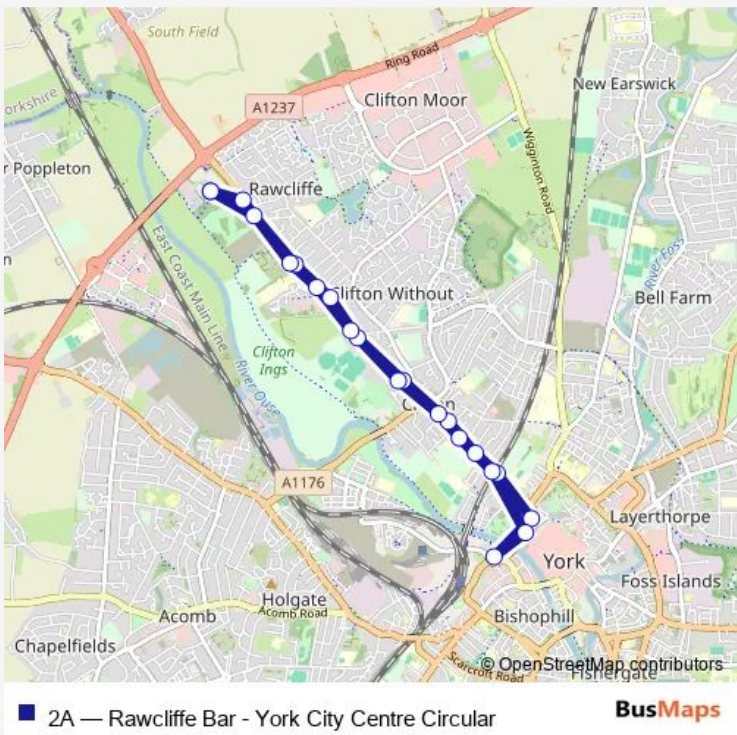 South Field
Ring Road
New Earswick
A1237
Clifton Moor
orkshire
Wigginton Road
r Poppleton
Rawcliffe
River Foss
n
East Coast Main Line
Clifton Without
Bell Farm
Clifton
Ings
River Ouse
A1176
Layerthorpe
York
Foss Islands
Holgate
Acomb
Acomb Road
Bishophill
Chapelfields
Scarcroft Road
© OpenStreetMap contributors
Fishergate
2A — Rawcliffe Bar - York City Centre Circular
BusMaps